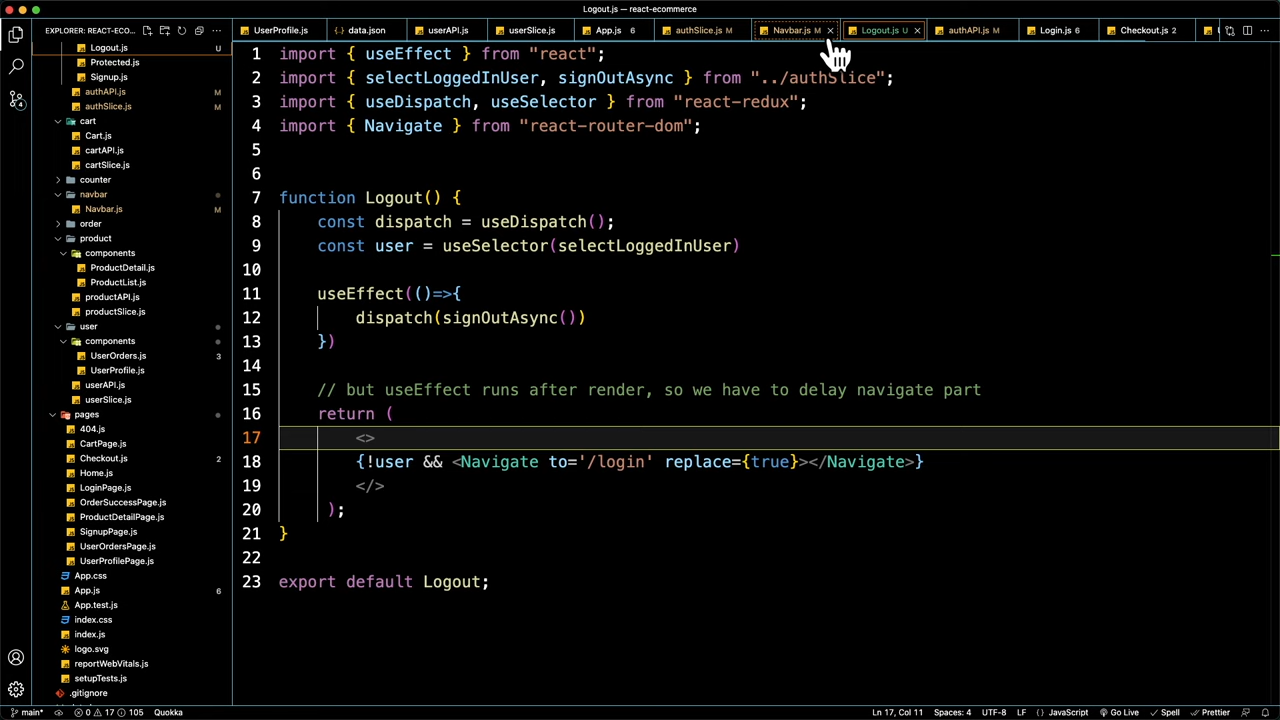 Logout.js — react-ecommerce
EXPLORER: REACT-ECO...
UserProfile.js
data.json
userAPI.js
userSlice.js
App.js 6
authSlice.js M
Navbar.js M
Logout.js U
authAPI.js M
Login.js 6
Checkout.js 2
Logout.js U
Protected.js
Signup.js
authAPI.js M
authSlice.js M
cart
Cart.js
cartAPI.js
cartSlice.js
counter
navbar
Navbar.js M
order
product
components
ProductDetail.js
ProductList.js
productAPI.js
productSlice.js
user
components
UserOrders.js 3
UserProfile.js
userAPI.js
userSlice.js
pages
404.js
CartPage.js
Checkout.js 2
Home.js
LoginPage.js
OrderSuccessPage.js
ProductDetailPage.js
SignupPage.js
UserOrdersPage.js
UserProfilePage.js
App.css
App.js 6
App.test.js
index.css
index.js
logo.svg
reportWebVitals.js
setupTests.js
.gitignore
4
1 import { useEffect } from "react";
2 import { selectLoggedInUser, signOutAsync } from "../authSlice";
3 import { useDispatch, useSelector } from "react-redux";
4 import { Navigate } from "react-router-dom";
5
6
7 function Logout() {
8 const dispatch = useDispatch();
9 const user = useSelector(selectLoggedInUser)
10
11 useEffect(()=>{
12 dispatch(signOutAsync())
13 })
14
15 // but useEffect runs after render, so we have to delay navigate part
16 return (
17 <>
18 {!user && <Navigate to='/login' replace={true}></Navigate>}
19 </>
20 );
21 }
22
23 export default Logout;
main* 0 17 105 Quokka
Ln 17, Col 11 Spaces: 4 UTF-8 LF { } JavaScript Go Live Spell Prettier